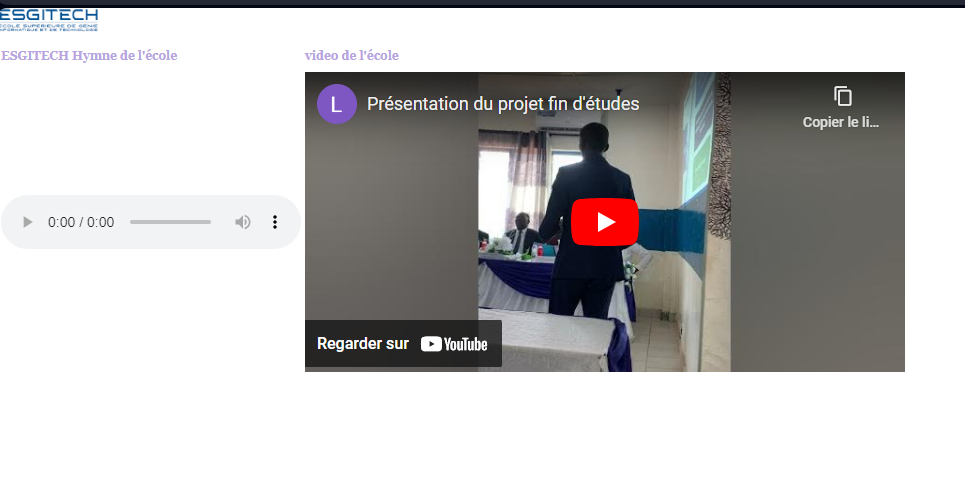 ESGITECH
ECOLE SUPERIEURE DE GENIE
INFORMATIQUE ET DE TECHNOLOGIE
ESGITECH Hymne de l'école
video de l'école
L
Présentation du projet fin d'études
Copier le li...
0:00 / 0:00
Regarder sur YouTube